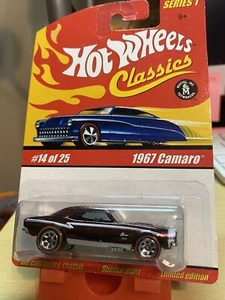 SERIES 1
8+
Hot Wheels
Classics
#14 of 25
1967 Camaro
Special paint
Limited edition